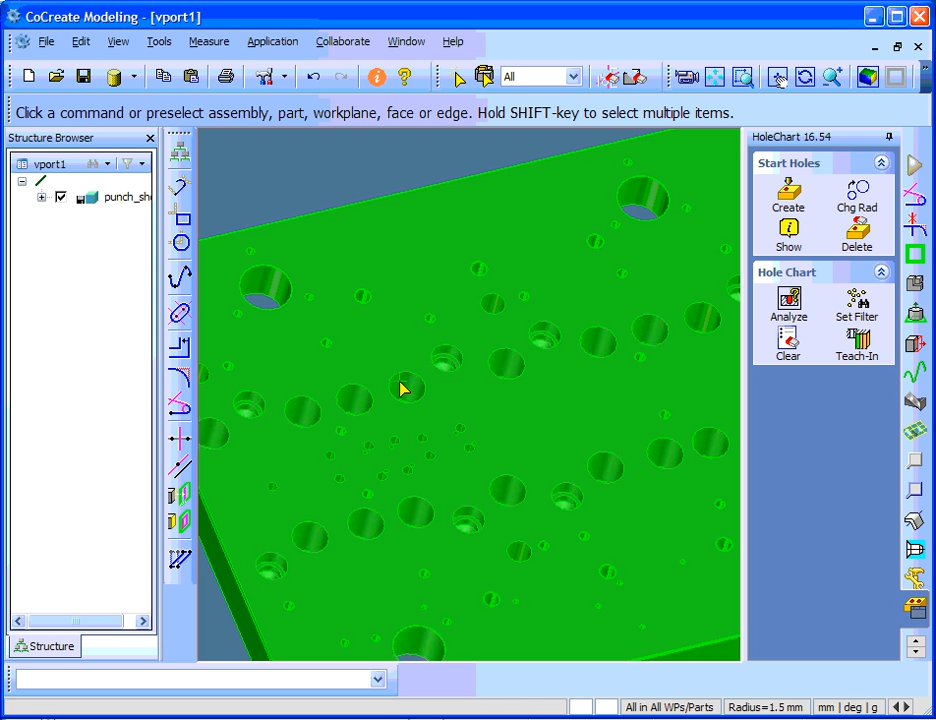 CoCreate Modeling - [vport1]
File Edit View Tools Measure Application Collaborate Window Help
All
Click a command or preselect assembly, part, workplane, face or edge. Hold SHIFT-key to select multiple items.
Structure Browser
vport1
punch_sh
Structure
HoleChart 16.54
Start Holes
Create Chg Rad
Show Delete
Hole Chart
Analyze Set Filter
Clear Teach-In
All in All WPs/Parts Radius=1.5 mm mm | deg | g